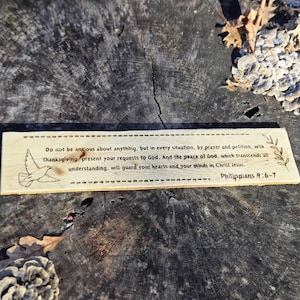 Do not be anxious about anything, but in every situation, by prayer and petition, with
thanksgiving, present your requests to God. And the peace of God, which transcends all
understanding, will guard your hearts and your minds in Christ Jesus.
Philippians 4:6-7